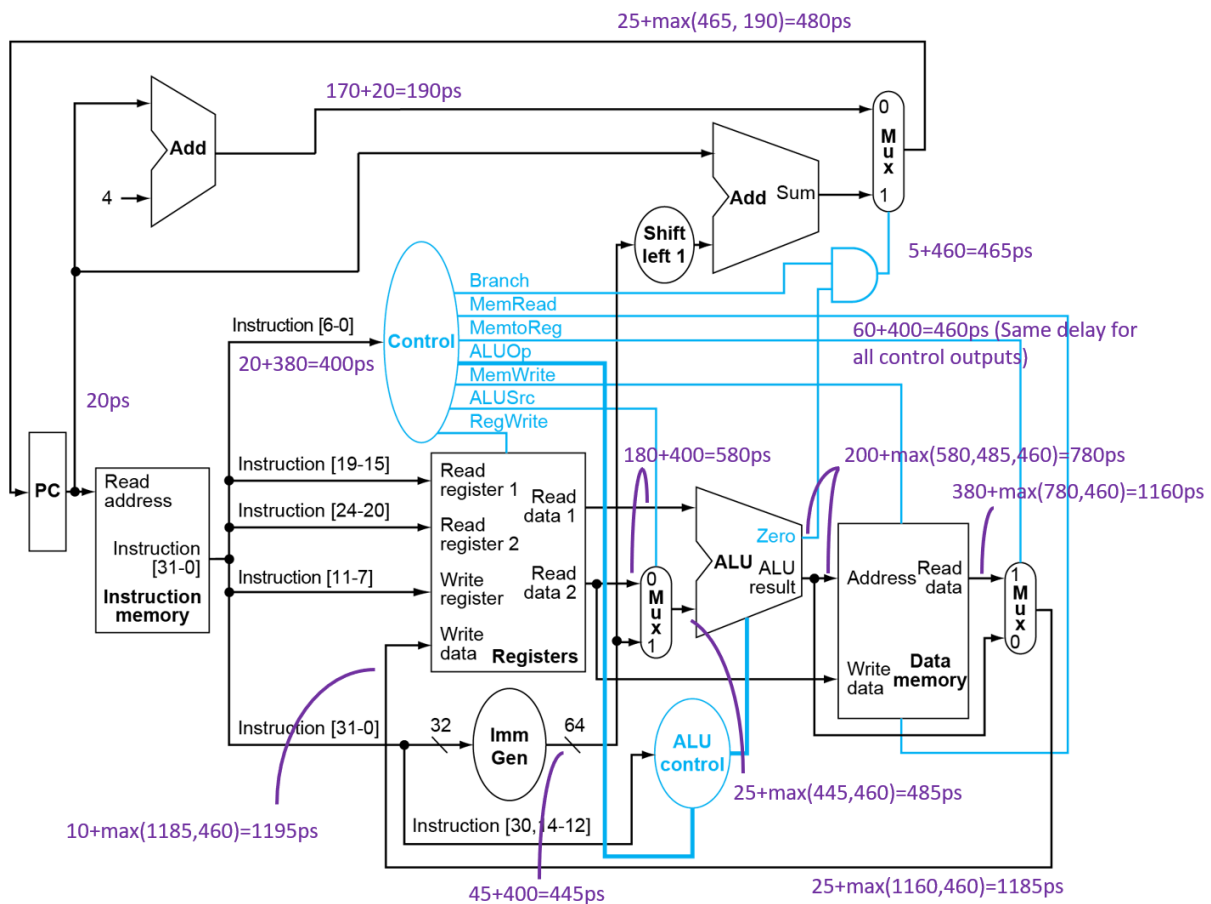 25+max(465, 190)=480ps
170+20=190ps
0
Mux
1
Add
4
Add Sum
Shift
left 1
5+460=465ps
Branch
MemRead
MemtoReg
ALUOp
MemWrite
ALUSrc
RegWrite
Control
Instruction [6-0]
20+380=400ps
60+400=460ps (Same delay for
all control outputs)
20ps
PC
Read
address
Instruction
[31-0]
Instruction
memory
Instruction [19-15]
Instruction [24-20]
Instruction [11-7]
Read
register 1
Read
register 2
Write
register
Write
data
Read
data 1
Read
data 2
Registers
180+400=580ps
0
Mux
1
Zero
ALU
ALU
result
200+max(580,485,460)=780ps
380+max(780,460)=1160ps
Address
Read
data
Write
data
Data
memory
1
Mux
0
Instruction [31-0]
32
Imm
Gen
64
ALU
control
25+max(445,460)=485ps
Instruction [30,14-12]
10+max(1185,460)=1195ps
45+400=445ps
25+max(1160,460)=1185ps